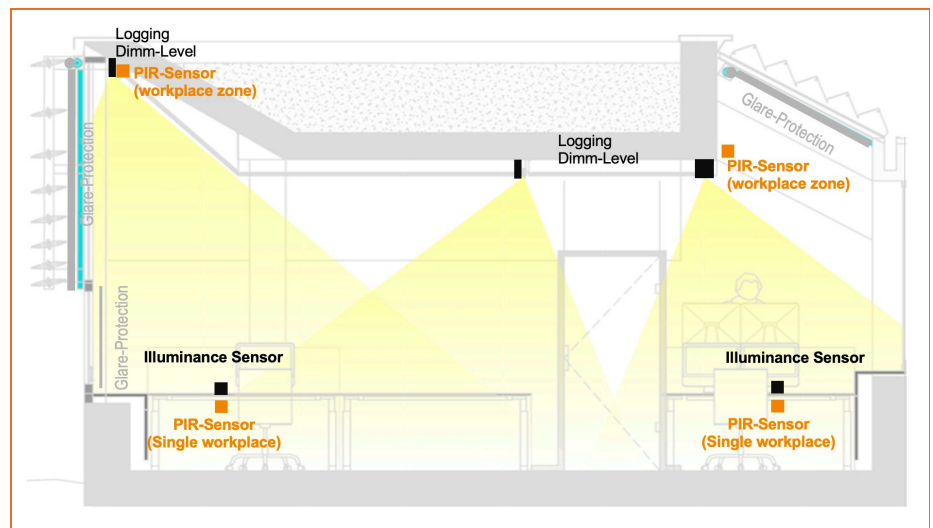 Logging
Dimm-Level
PIR-Sensor
(workplace zone)
Glare-Protection
Logging
Dimm-Level
PIR-Sensor
(workplace zone)
Glare-Protection
Glare-Protection
Illuminance Sensor
Illuminance Sensor
PIR-Sensor
(Single workplace)
PIR-Sensor
(Single workplace)